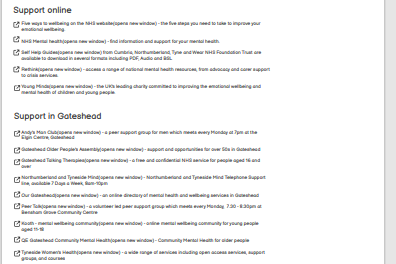 Support online
Five ways to wellbeing on the NHS website(opens new window) - the five steps you need to take to improve your
emotional wellbeing.
NHS Mental health(opens new window) - find information and support for your mental health
Self Help Guides(opens new window) from Cumbria, Northumberland, Tyne and Wear NHS Foundation Trust are
available to download in several formats including PDF, Audio and BSL
Rethink(opens new window) - access a range of national mental health resources, from advocacy and carer support
to crisis services
Young Minds(opens new window) - the UK's leading charity committed to improving the emotional wellbeing and
mental health of children and young people.
Support in Gateshead
Andy's Man Club(opens new window) - a peer support group for men which meets every Monday at 7pm at the
Elgin Centre, Gateshead
Gateshead Older People's Assembly(opens new window) - support and opportunities for over 50s in Gateshead
Gateshead Talking Therapies(opens new window) - a free and confidential NHS service for people aged 16 and
over
Northumberland and Tyneside Mind(opens new window) - Northumberland and Tyneside Mind Telephone Support
line, available 7 Days a Week, 8am-10pm
Our Gateshead(opens new window) - an online directory of mental health and wellbeing services in Gateshead
Peer Talk(opens new window) - a volunteer led peer support group which meets every Monday 7.30 - 8.30pm at
Bensham Grove Community Centre
Kooth - mental wellbeing community(opens new window) - online mental wellbeing community for young people
aged 11-18
QE Gateshead Community Mental Health(opens new window) - Community Mental Health for older people
Tyneside Women's Health(opens new window) - a wide range of services including open access services, support
groups, and courses